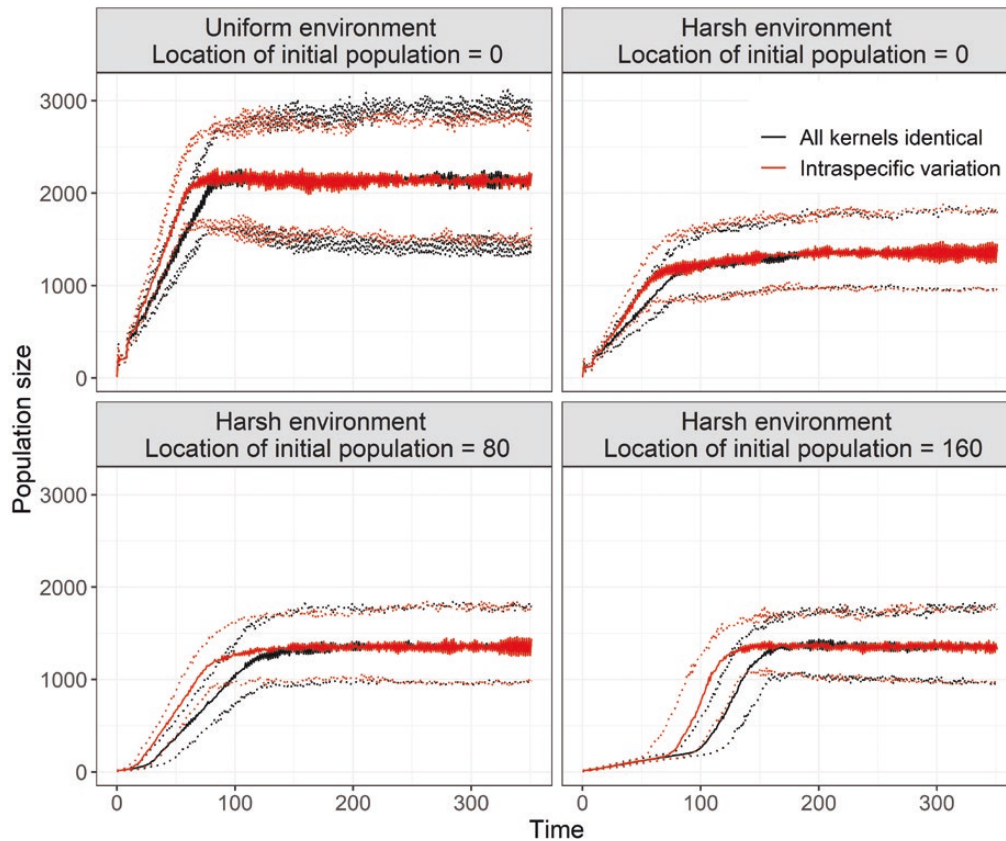 Uniform environment
Location of initial population = 0
Harsh environment
Location of initial population = 0
3000
2000
1000
0
All kernels identical
Intraspecific variation
Harsh environment
Location of initial population = 80
Harsh environment
Location of initial population = 160
3000
2000
1000
0
Population size
0 100 200 300
0 100 200 300
Time